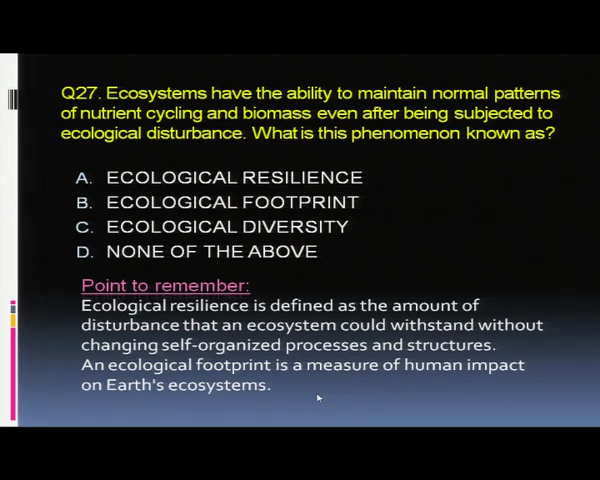 Q27. Ecosystems have the ability to maintain normal patterns
of nutrient cycling and biomass even after being subjected to
ecological disturbance. What is this phenomenon known as?
A. ECOLOGICAL RESILIENCE
B. ECOLOGICAL FOOTPRINT
C. ECOLOGICAL DIVERSITY
D. NONE OF THE ABOVE
Point to remember:
Ecological resilience is defined as the amount of
disturbance that an ecosystem could withstand without
changing self-organized processes and structures.
An ecological footprint is a measure of human impact
on Earth's ecosystems.